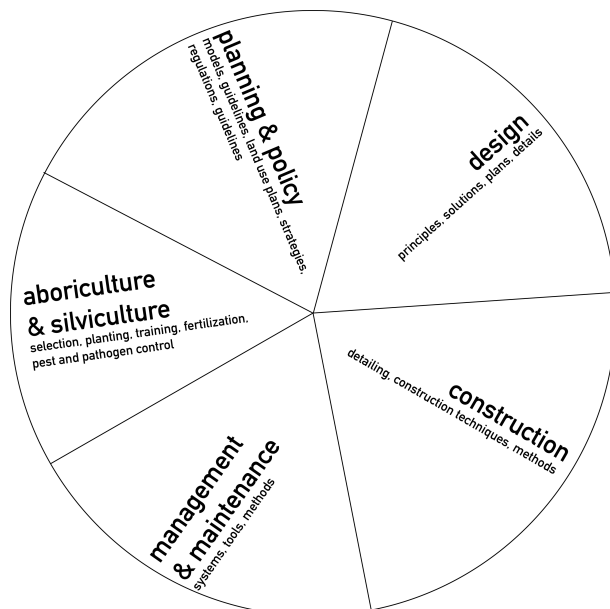 planning & policy
models, guidelines, land use plans, strategies,
regulations, guidelines
design
principles, solutions, plans, details
construction
detailing, construction techniques, methods
management
& maintenance
systems, tools, methods
aboriculture
& silviculture
selection, planting, training, fertilization,
pest and pathogen control